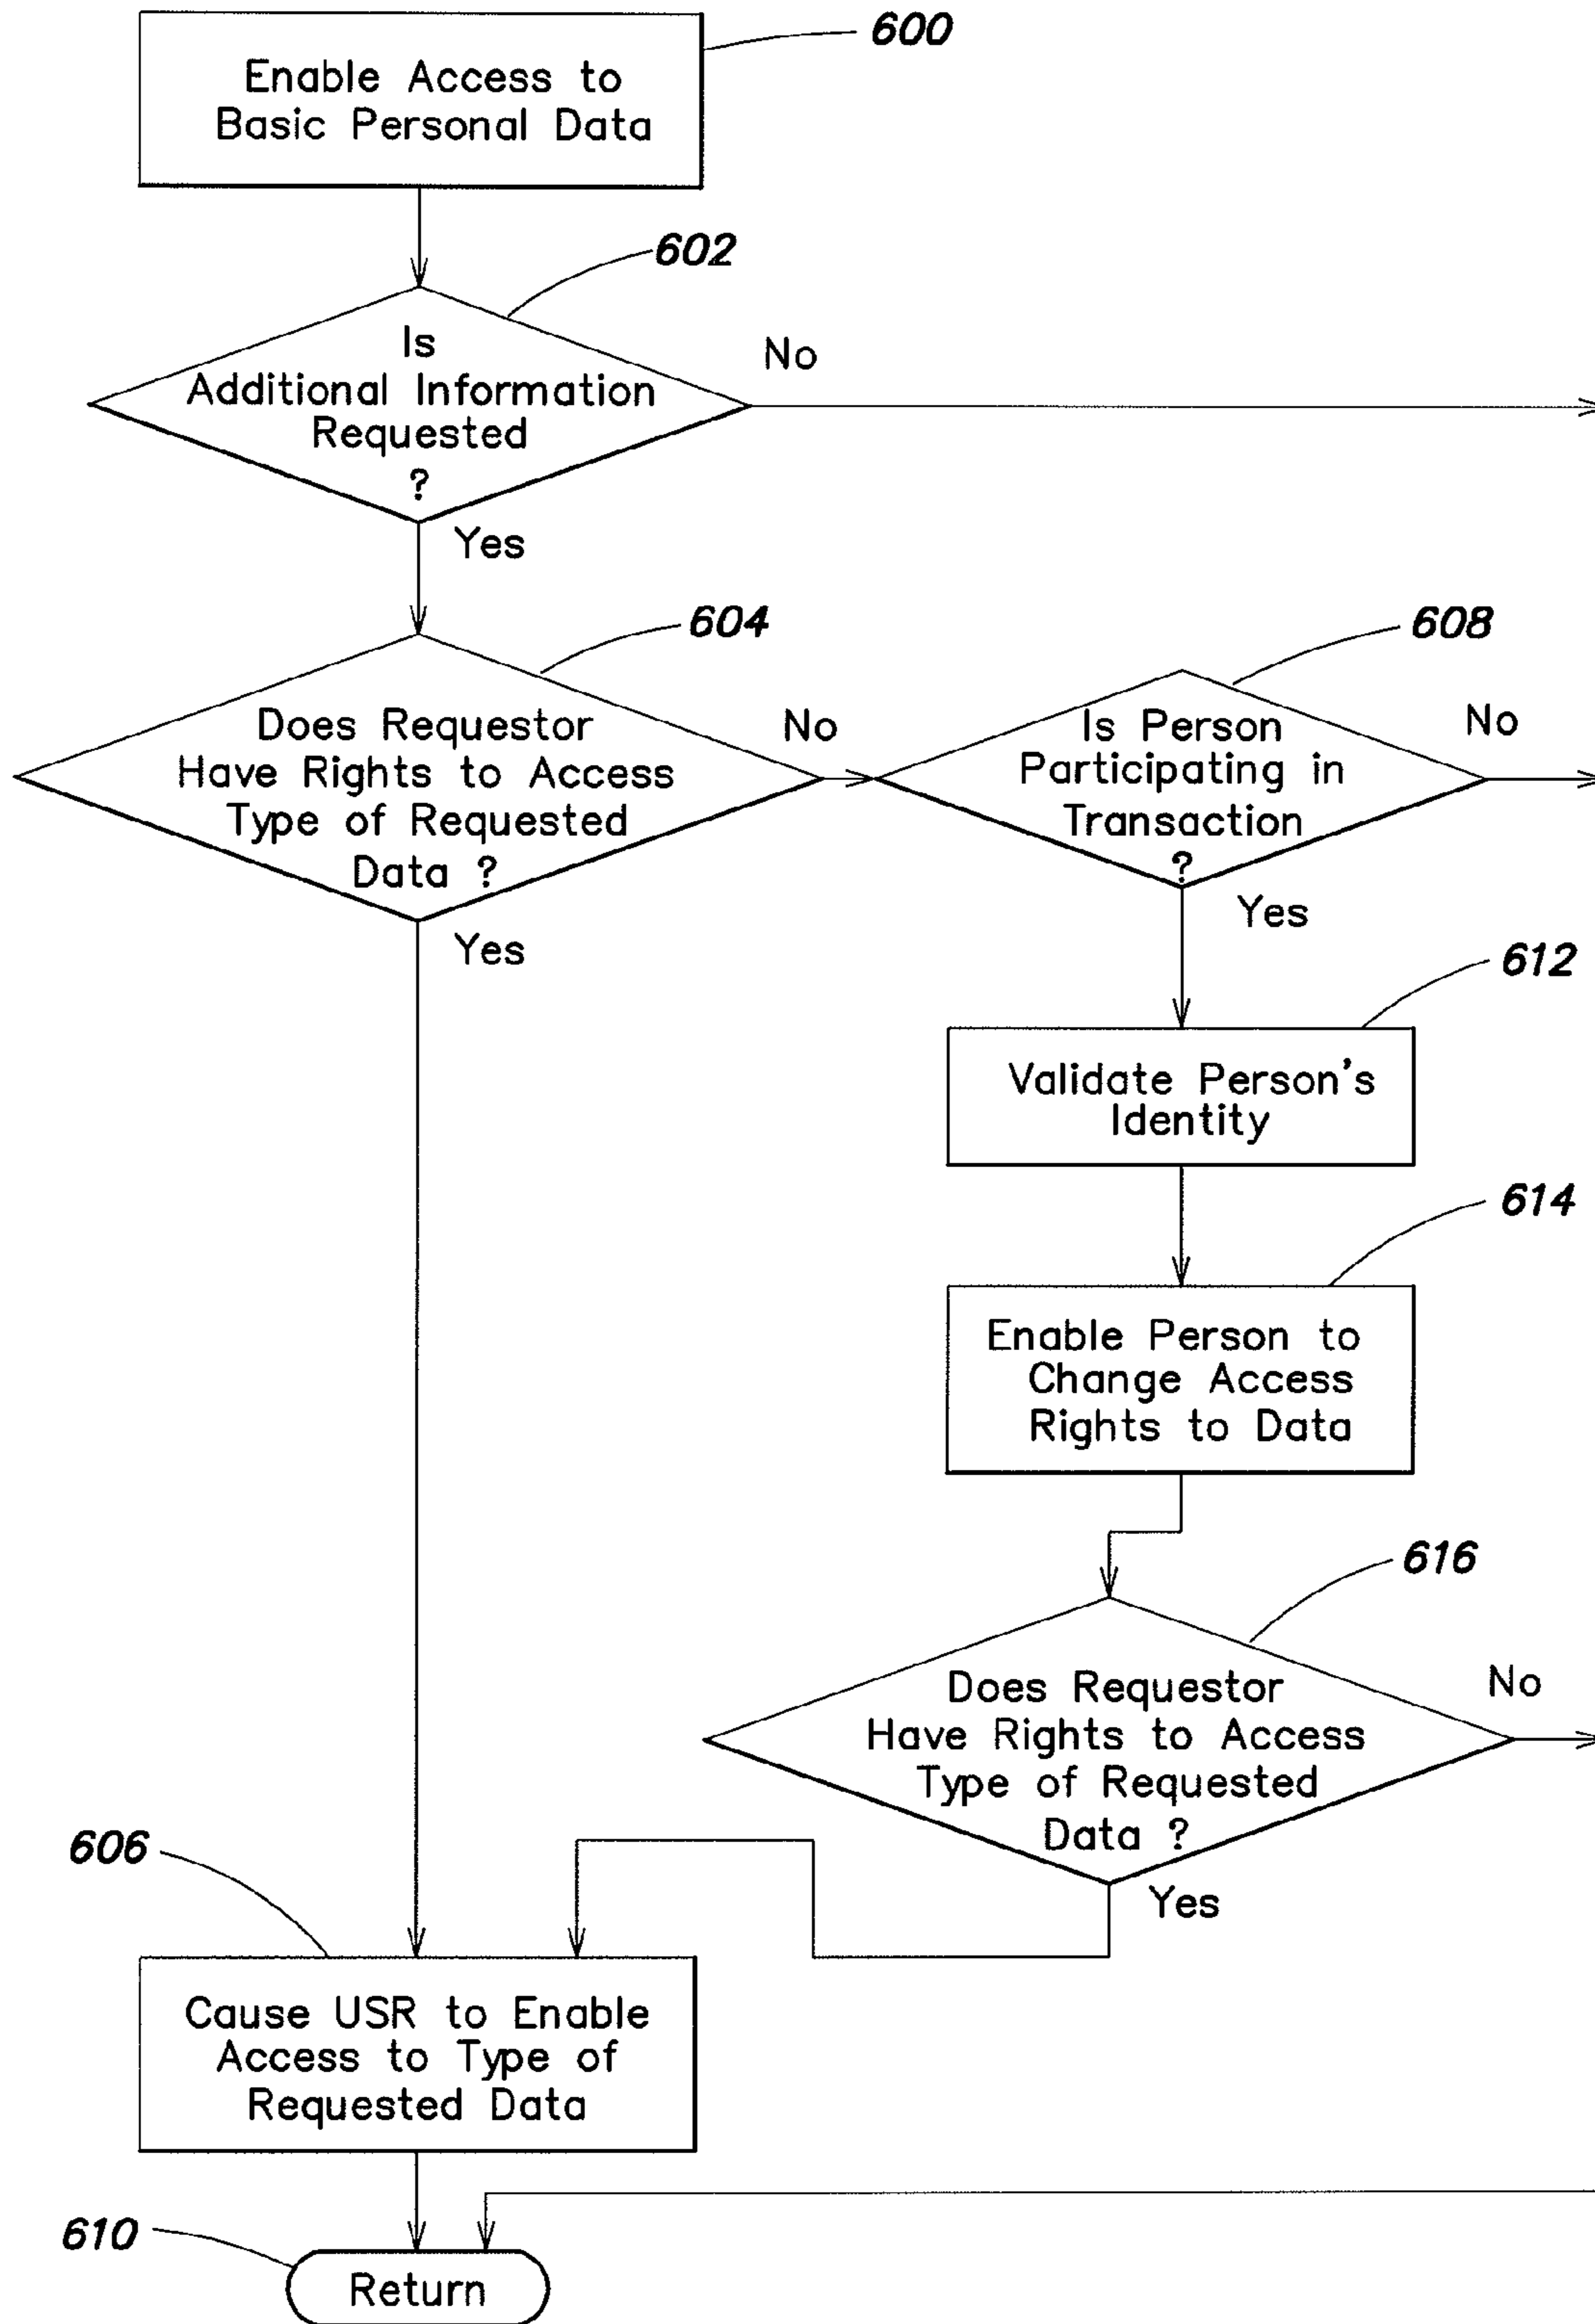 600
Enable Access to
Basic Personal Data
602
Is
Additional Information
Requested
?
No
Yes
604
Does Requestor
Have Rights to Access
Type of Requested
Data ?
No
Yes
608
Is Person
Participating in
Transaction
?
No
Yes
612
Validate Person's
Identity
614
Enable Person to
Change Access
Rights to Data
616
Does Requestor
Have Rights to Access
Type of Requested
Data ?
No
Yes
606
Cause USR to Enable
Access to Type of
Requested Data
610
Return